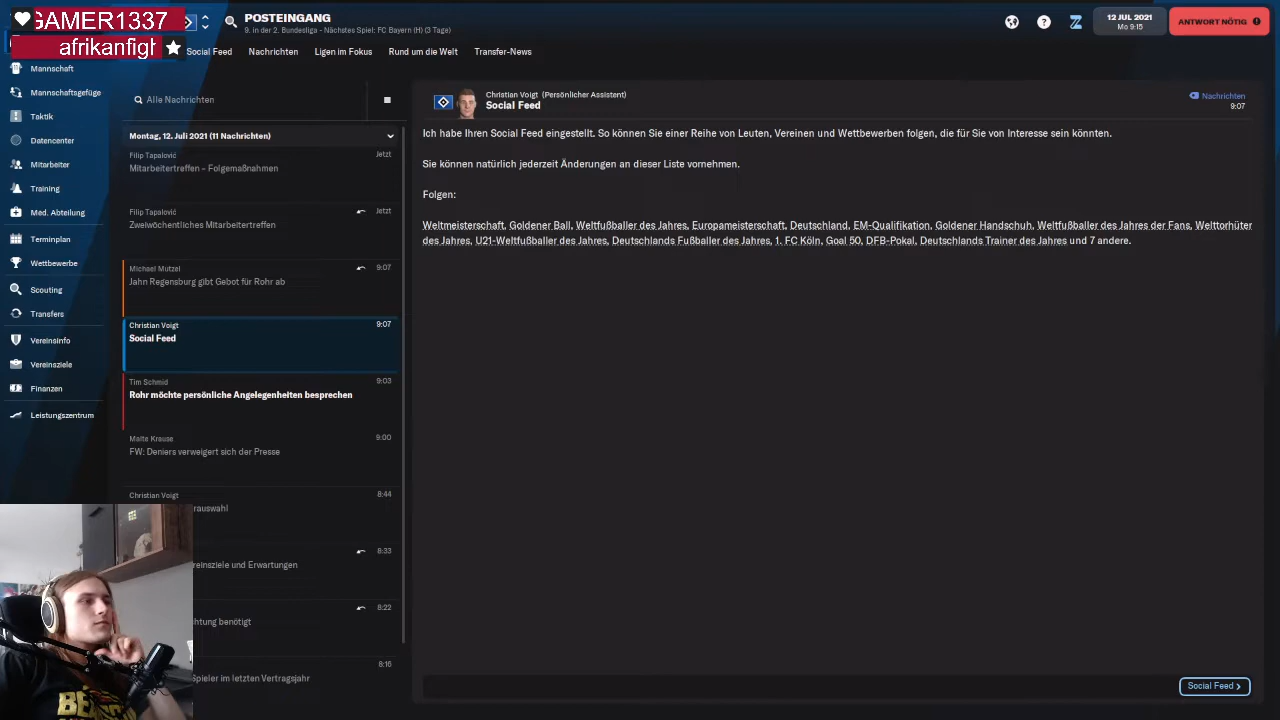 GAMER1337
afrikanfigh
POSTEINGANG
9. in der 2. Bundesliga - Nächstes Spiel: FC Bayern (H) (3 Tage)
12 JUL 2021
Mo 9:15
ANTWORT NÖTIG
Social Feed
Nachrichten
Ligen im Fokus
Rund um die Welt
Transfer-News
Mannschaft
Mannschaftsgefüge
Taktik
Datencenter
Mitarbeiter
Training
Med. Abteilung
Terminplan
Wettbewerbe
Scouting
Transfers
Vereinsinfo
Vereinsziele
Finanzen
Leistungszentrum
Alle Nachrichten
Montag, 12. Juli 2021 (11 Nachrichten)
Filip Tapalović Jetzt
Mitarbeitertreffen – Folgemaßnahmen
Filip Tapalović Jetzt
Zweiwöchentliches Mitarbeitertreffen
Michael Mutzel 9:07
Jahn Regensburg gibt Gebot für Rohr ab
Christian Voigt 9:07
Social Feed
Tim Schmid 9:03
Rohr möchte persönliche Angelegenheiten besprechen
Malte Krause 9:00
FW: Deniers verweigert sich der Presse
Christian Voigt 8:44
rauswahl
8:33
reinsziele und Erwartungen
8:22
htung benötigt
8:16
Spieler im letzten Vertragsjahr
Christian Voigt (Persönlicher Assistent)
Social Feed
Nachrichten
9:07
Ich habe Ihren Social Feed eingestellt. So können Sie einer Reihe von Leuten, Vereinen und Wettbewerben folgen, die für Sie von Interesse sein könnten.
Sie können natürlich jederzeit Änderungen an dieser Liste vornehmen.
Folgen:
Weltmeisterschaft, Goldener Ball, Weltfußballer des Jahres, Europameisterschaft, Deutschland, EM-Qualifikation, Goldener Handschuh, Weltfußballer des Jahres der Fans, Welttorhüter
des Jahres, U21-Weltfußballer des Jahres, Deutschlands Fußballer des Jahres, 1. FC Köln, Goal 50, DFB-Pokal, Deutschlands Trainer des Jahres und 7 andere.
Social Feed